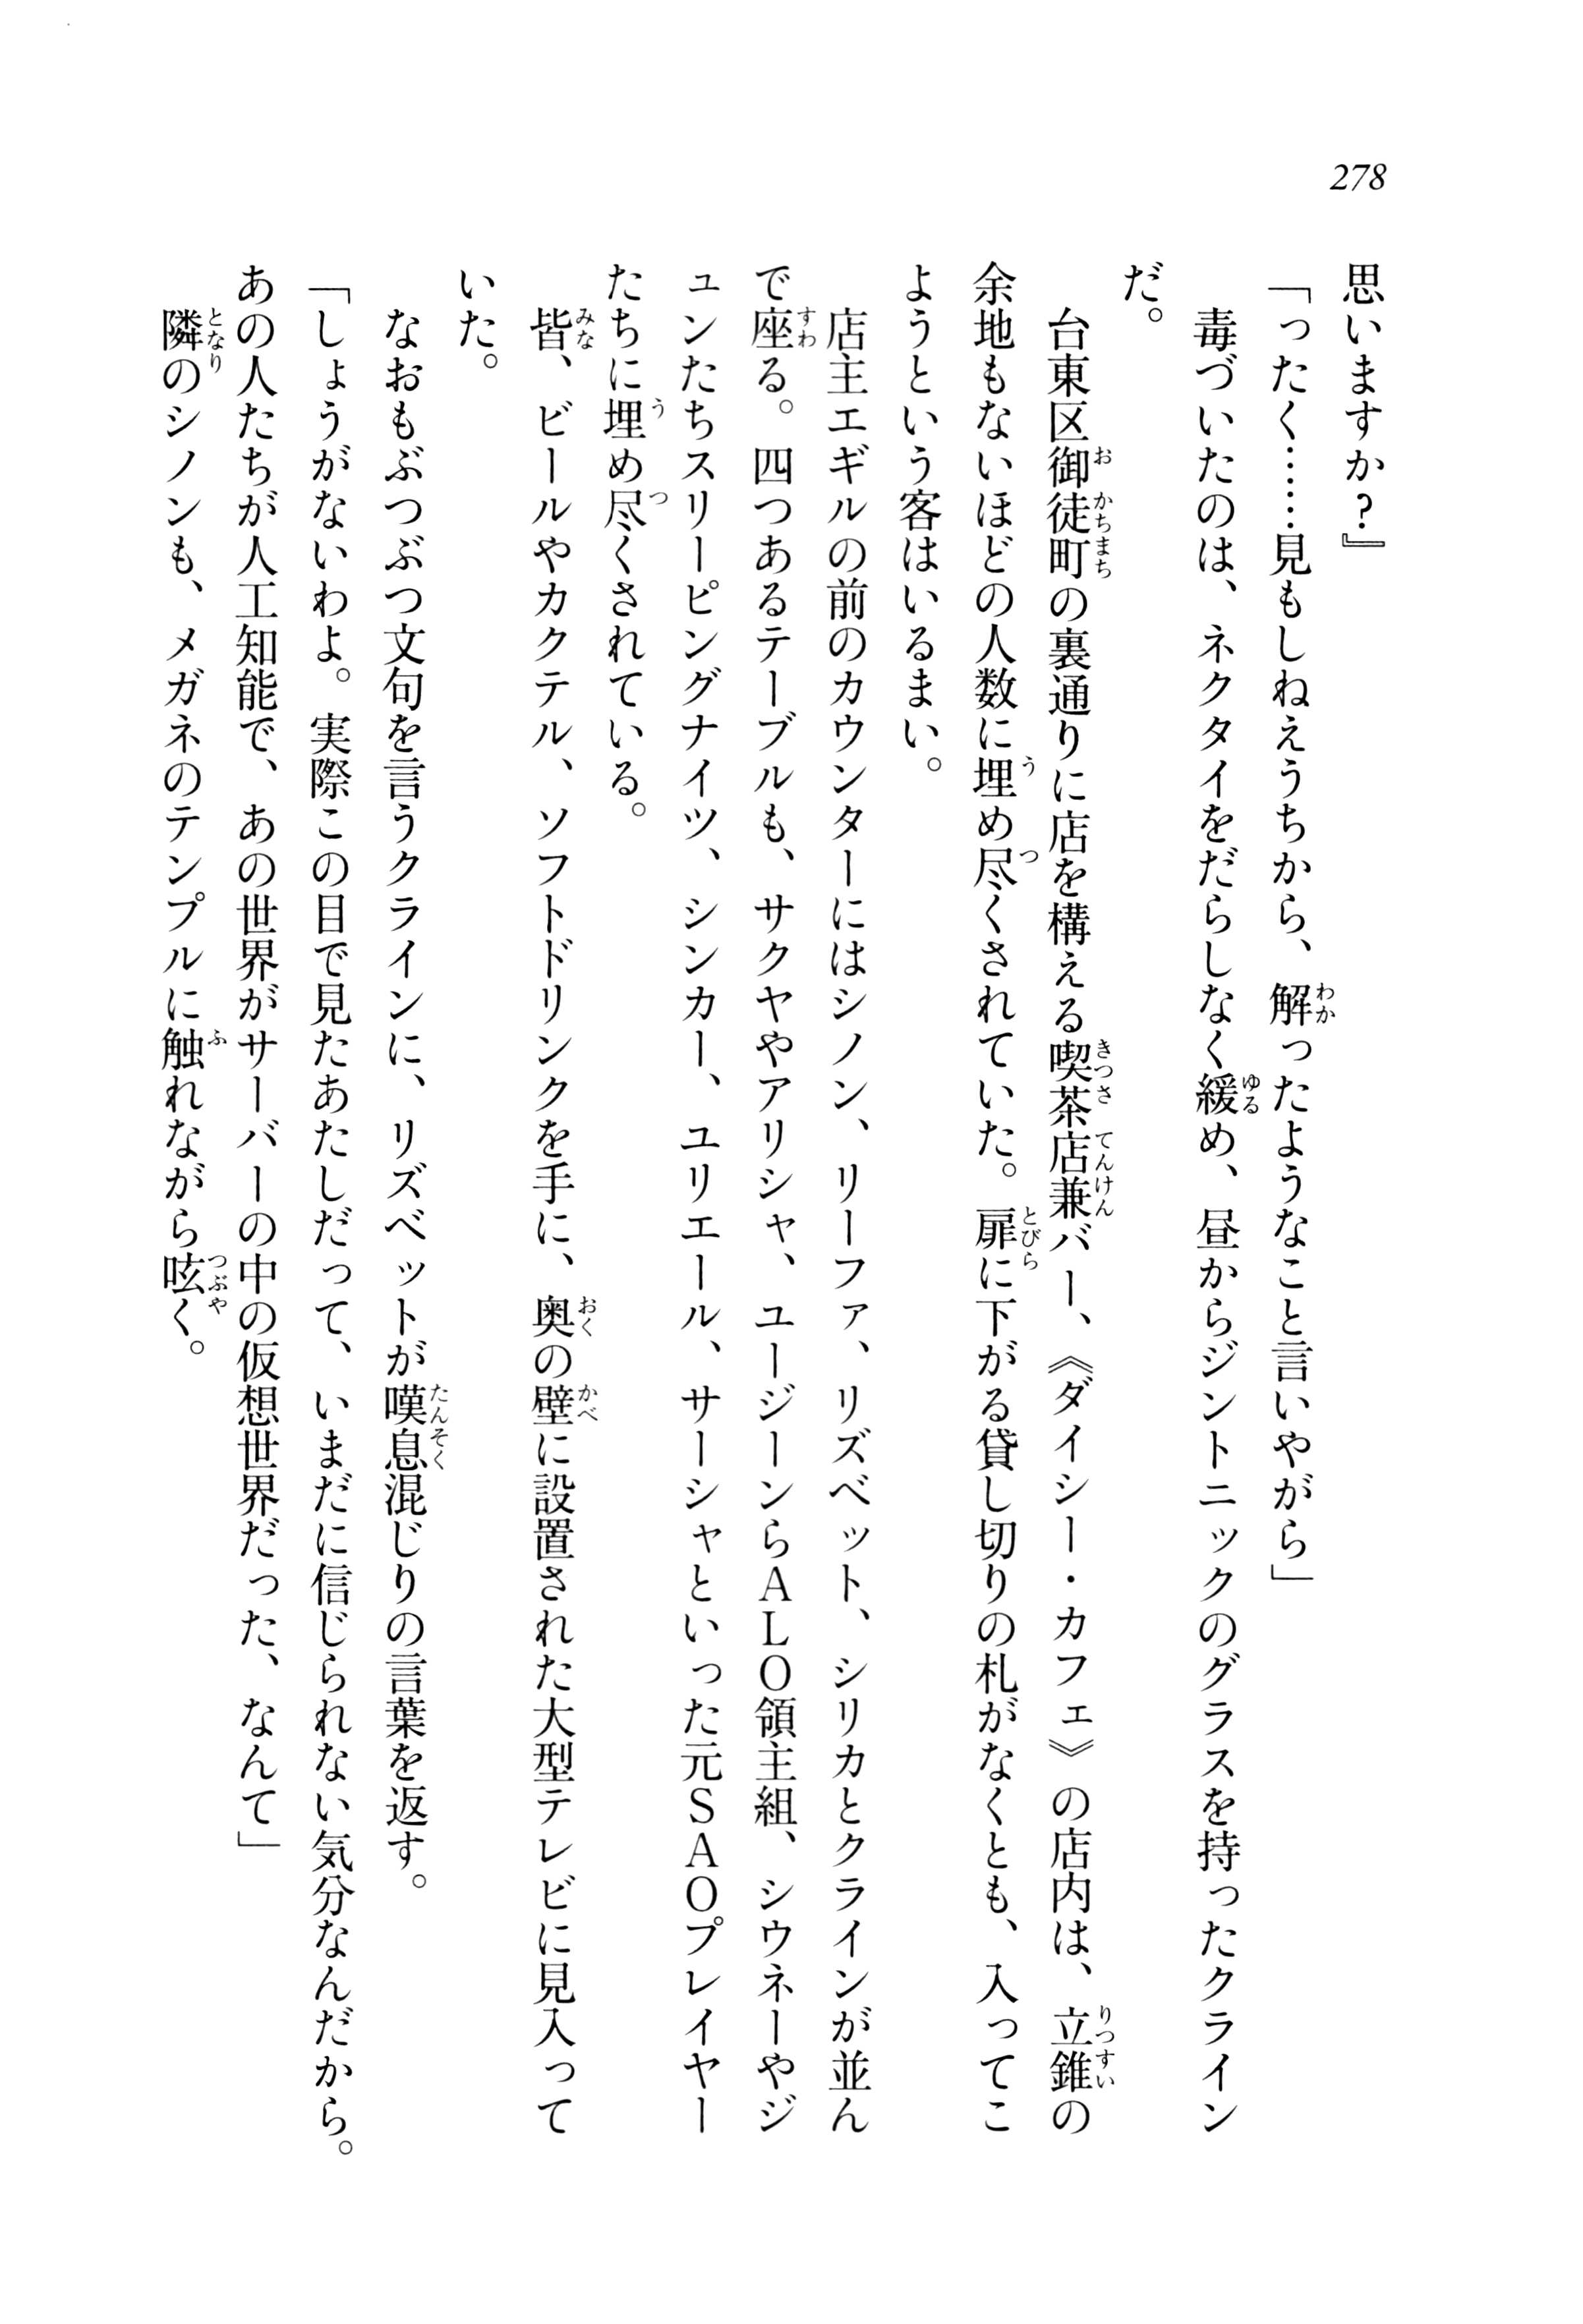 278
思いますか？』
「ったく……見もしねえうちから、解ったようなこと言いやがら」
　毒づいたのは、ネクタイをだらしなく緩め、昼からジントニックのグラスを持ったクライン
だ。
　台東区御徒町の裏通りに店を構える喫茶店兼バー、《ダイシー・カフェ》の店内は、立錐の
余地もないほどの人数に埋め尽くされていた。扉に下がる貸し切りの札がなくとも、入ってこ
ようという客はいるまい。
　店主エギルの前のカウンターにはシノン、リーファ、リズベット、シリカとクラインが並ん
で座る。四つあるテーブルも、サクヤやアリシャ、ユージーンらＡＬＯ領主組、シウネーやジ
ュンたちスリーピングナイツ、シンカー、ユリエール、サーシャといった元ＳＡＯプレイヤー
たちに埋め尽くされている。
　皆、ビールやカクテル、ソフトドリンクを手に、奥の壁に設置された大型テレビに見入って
いた。
　なおもぶつぶつ文句を言うクラインに、リズベットが嘆息混じりの言葉を返す。
「しょうがないわよ。実際この目で見たあたしだって、いまだに信じられない気分なんだから。
あの人たちが人工知能で、あの世界がサーバーの中の仮想世界だった、なんて」
　隣のシノンも、メガネのテンプルに触れながら呟く。